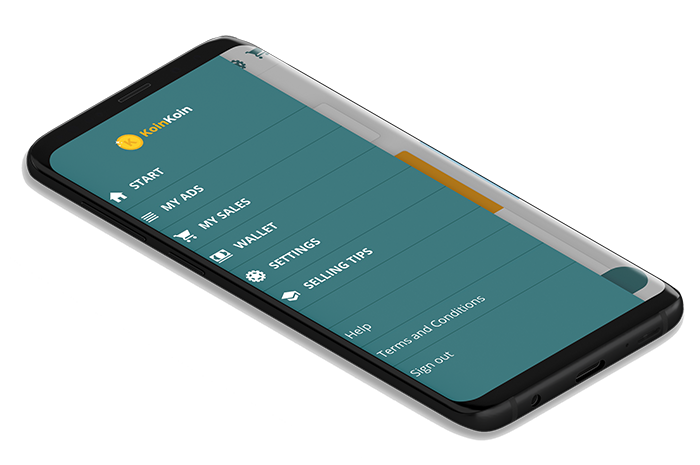 KoinKoin
START
MY ADS
MY SALES
WALLET
SETTINGS
SELLING TIPS
Help
Terms and Conditions
Sign out